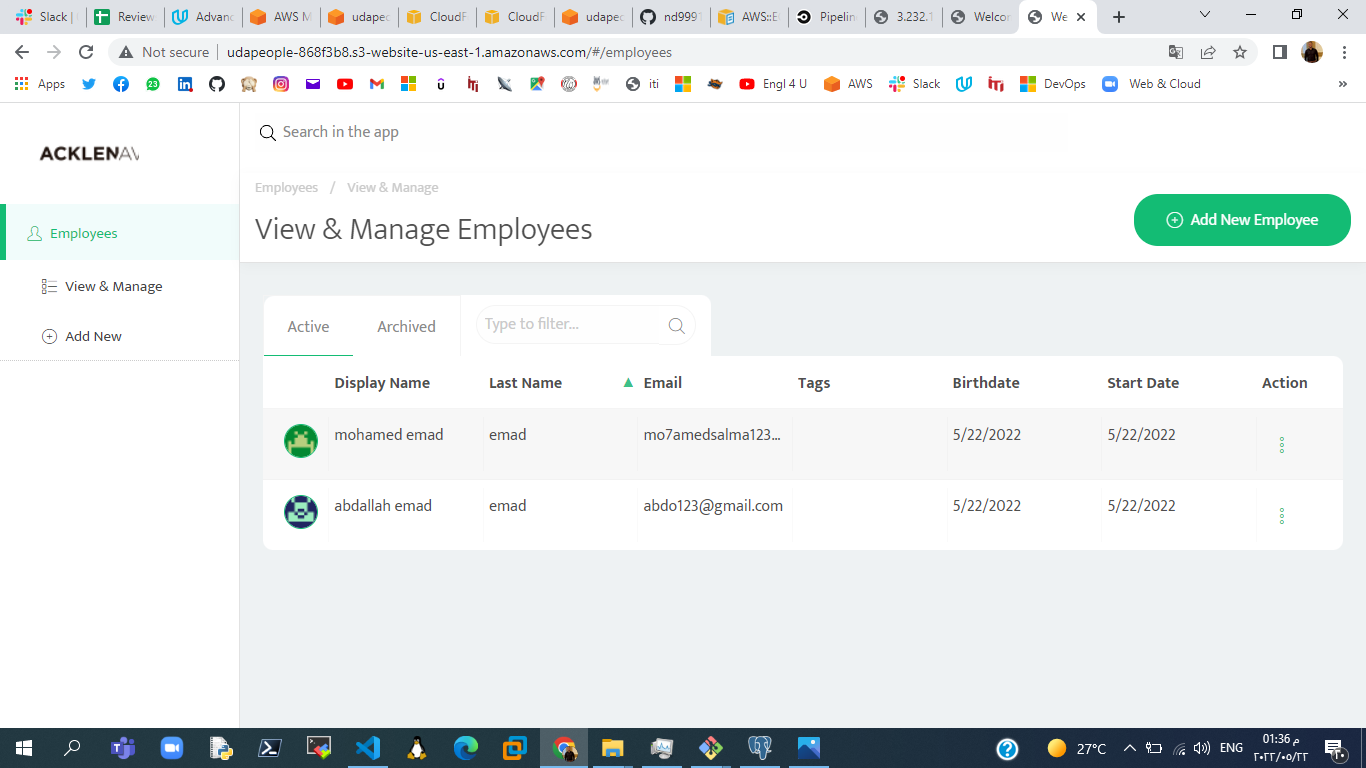 Slack |
Review
Advanc
AWS M
udapeo
CloudF
CloudF
udapeo
nd9991
AWS::E
Pipelin
3.232.1
Welcom
We
Not secure
udapeople-868f3b8.s3-website-us-east-1.amazonaws.com/#/employees
Apps
23
iti
Engl 4 U
AWS
Slack
DevOps
Web & Cloud
»
ACKLENAV
Search in the app
Employees / View & Manage
View & Manage Employees
Add New Employee
Employees
View & Manage
Add New
Active
Archived
Type to filter...
Display Name Last Name ▲ Email Tags Birthdate Start Date Action
mohamed emad emad mo7amedsalma123... 5/22/2022 5/22/2022
abdallah emad emad abdo123@gmail.com 5/22/2022 5/22/2022
27°C
ENG
01:36 م
٢٠٢٢/٠٥/٢٢